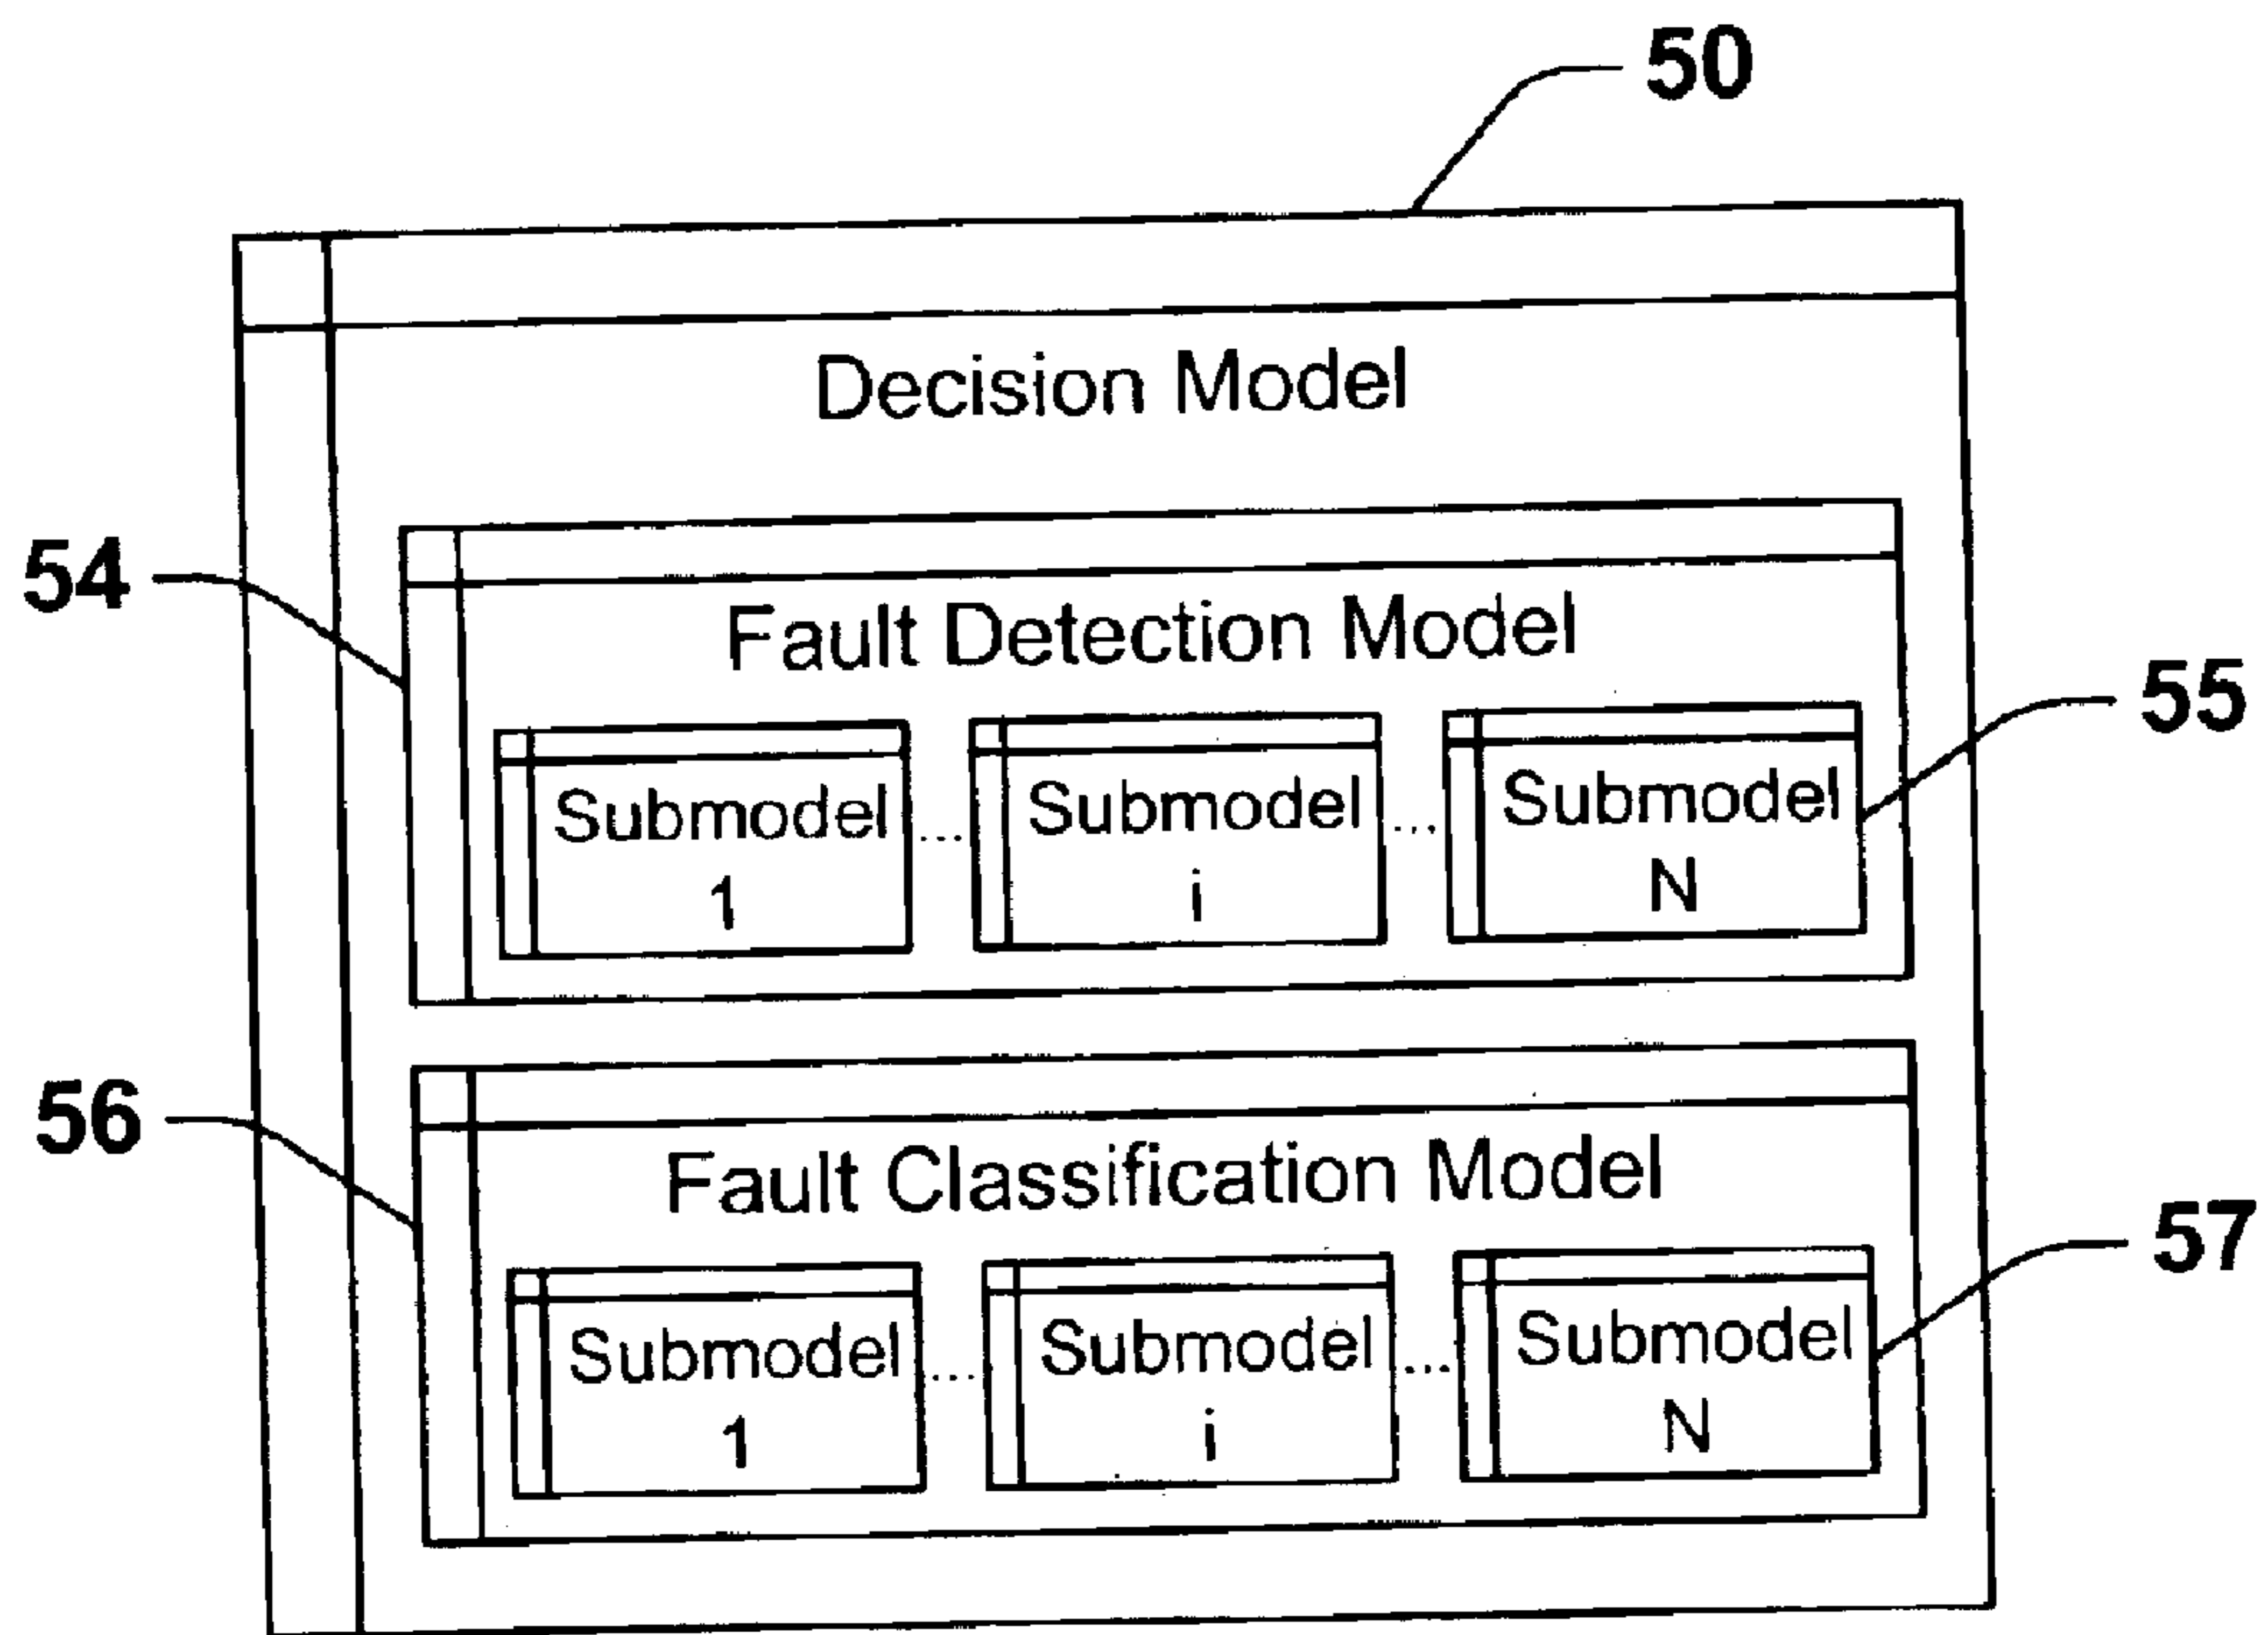 50
Decision Model
54
Fault Detection Model
55
Submodel ... Submodel ... Submodel
1 i N
56
Fault Classification Model
57
Submodel ... Submodel ... Submodel
1 i N